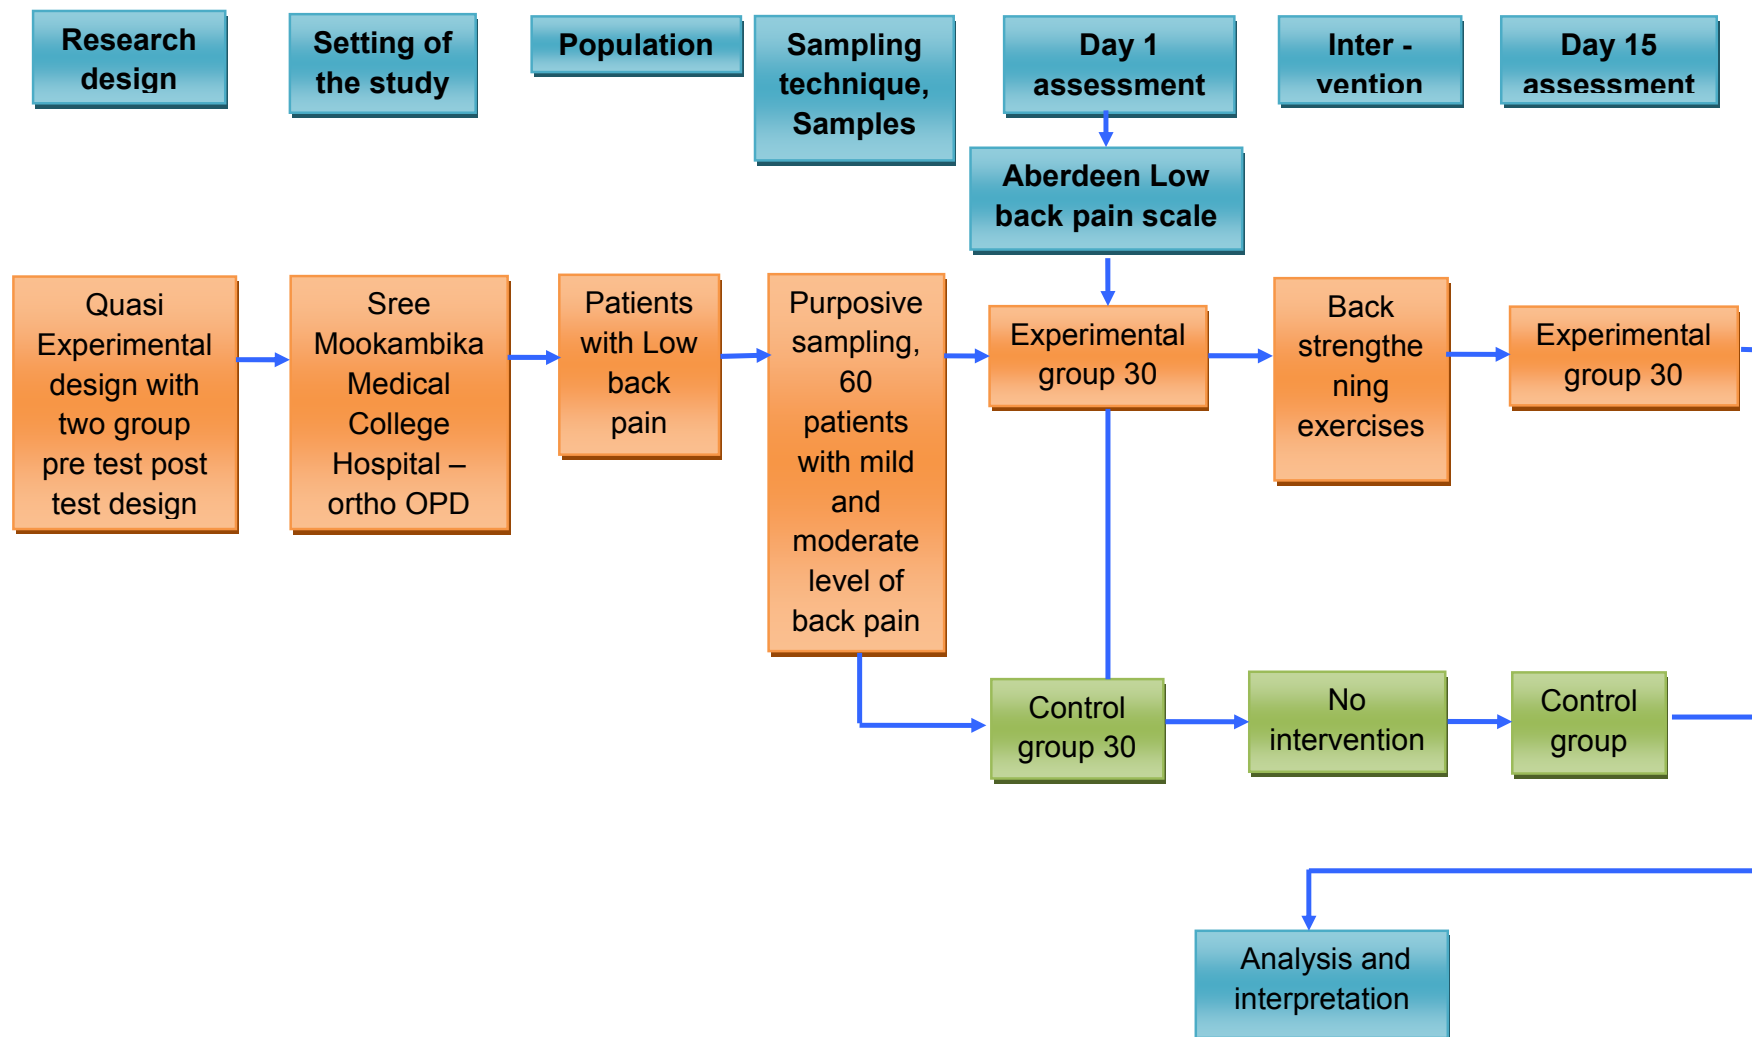 Research
design
Setting of
the study
Population
Sampling
technique,
Samples
Day 1
assessment
Inter -
vention
Day 15
assessment
Aberdeen Low
back pain scale
Quasi
Experimental
design with
two group
pre test post
test design
Sree
Mookambika
Medical
College
Hospital –
ortho OPD
Patients
with Low
back
pain
Purposive
sampling,
60
patients
with mild
and
moderate
level of
back pain
Experimental
group 30
Back
strengthe
ning
exercises
Experimental
group 30
Control
group 30
No
intervention
Control
group
Analysis and
interpretation